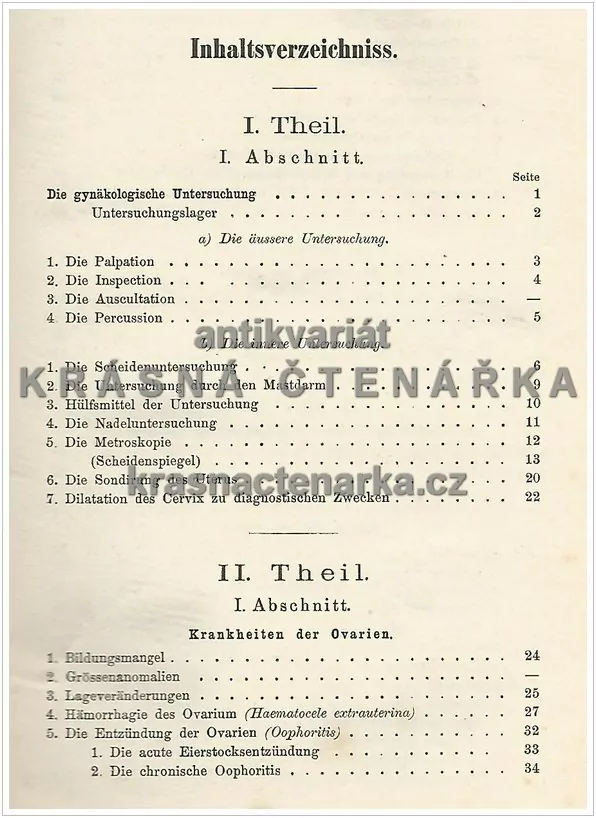 Inhaltsverzeichniss.
I. Theil.
I. Abschnitt.
Seite
Die gynäkologische Untersuchung . . . . . . . . . . . . . . . . 1
Untersuchungslager . . . . . . . . . . . . . . . . 2
a) Die äussere Untersuchung.
1. Die Palpation . . . . . . . . . . . . . . . . . . . . 3
2. Die Inspection . . . . . . . . . . . . . . . . . . . 4
3. Die Auscultation . . . . . . . . . . . . . . . . . . —
4. Die Percussion . . . . . . . . . . . . . . . . . . . 5
antikvariát
b) Die innere Untersuchung.
1. Die Scheidenuntersuchung . . . . . . . . . . . . . . . 6
KRÁSNÁ ČTENÁŘKA
2. Die Untersuchung durch den Mastdarm . . . . . . . . . . 9
3. Hülfsmittel der Untersuchung . . . . . . . . . . . . . . 10
4. Die Nadeluntersuchung . . . . . . . . . . . . . . . . 11
5. Die Metroskopie . . . . . . . . . . . . . . . . . . . 12
(Scheidenspiegel) . . . . . . . . . . . . . . . . . . 13
6. Die Sondirung des Uterus . . . . . . . . . . . . . . . 20
krasnactenarka.cz
7. Dilatation des Cervix zu diagnostischen Zwecken . . . . . . . . 22
II. Theil.
I. Abschnitt.
Krankheiten der Ovarien.
1. Bildungsmangel . . . . . . . . . . . . . . . . . . . 24
2. Grössenanomalien . . . . . . . . . . . . . . . . . . —
3. Lageveränderungen . . . . . . . . . . . . . . . . . . 25
4. Hämorrhagie des Ovarium (Haematocele extrauterina) . . . . . . 27
5. Die Entzündung der Ovarien (Oophoritis) . . . . . . . . . . 32
1. Die acute Eierstocksentzündung . . . . . . . . . . . . 33
2. Die chronische Oophoritis . . . . . . . . . . . . . . 34